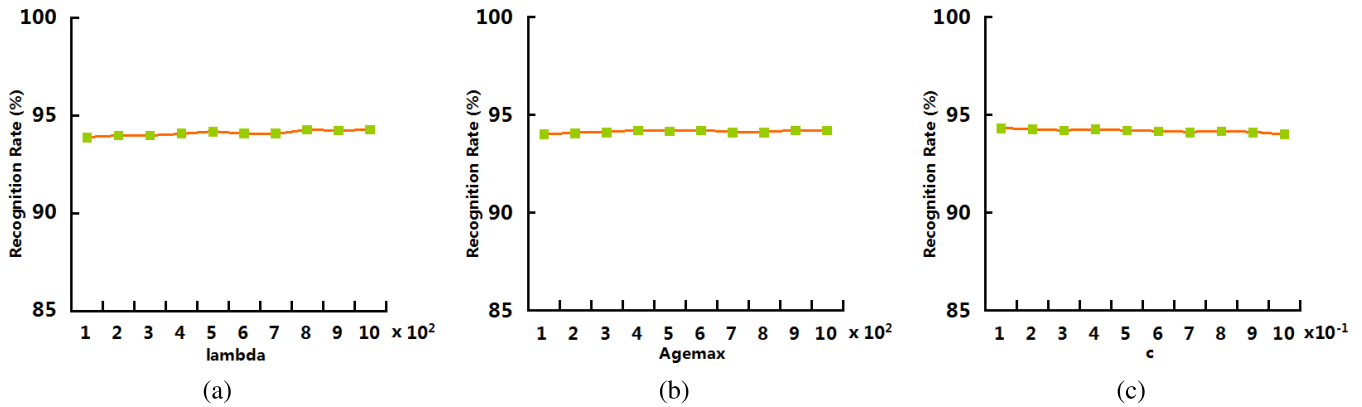 100
95
90
85
Recognition Rate (%)
1 2 3 4 5 6 7 8 9 10 x 10²
lambda
(a)
100
95
90
85
Recognition Rate (%)
1 2 3 4 5 6 7 8 9 10 x 10²
Agemax
(b)
100
95
90
85
Recognition Rate (%)
1 2 3 4 5 6 7 8 9 10 x10⁻¹
c
(c)